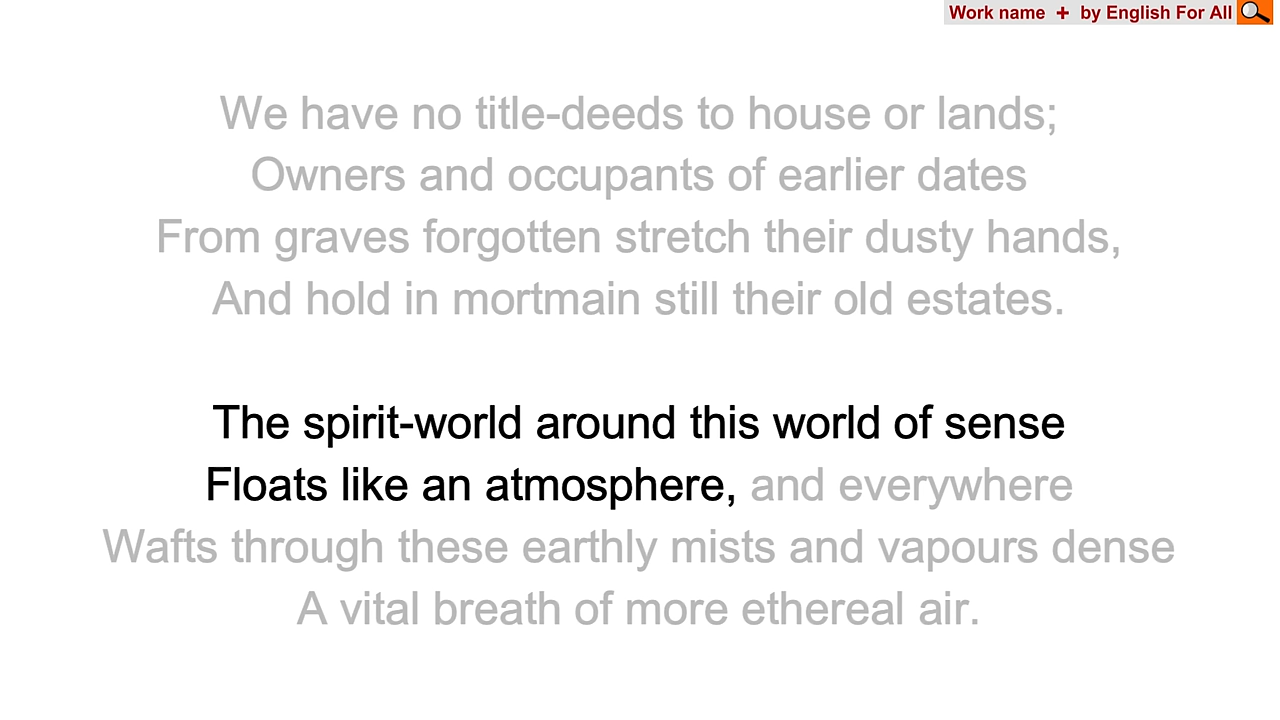 Work name + by English For All
We have no title-deeds to house or lands;
Owners and occupants of earlier dates
From graves forgotten stretch their dusty hands,
And hold in mortmain still their old estates.
The spirit-world around this world of sense
Floats like an atmosphere, and everywhere
Wafts through these earthly mists and vapours dense
A vital breath of more ethereal air.